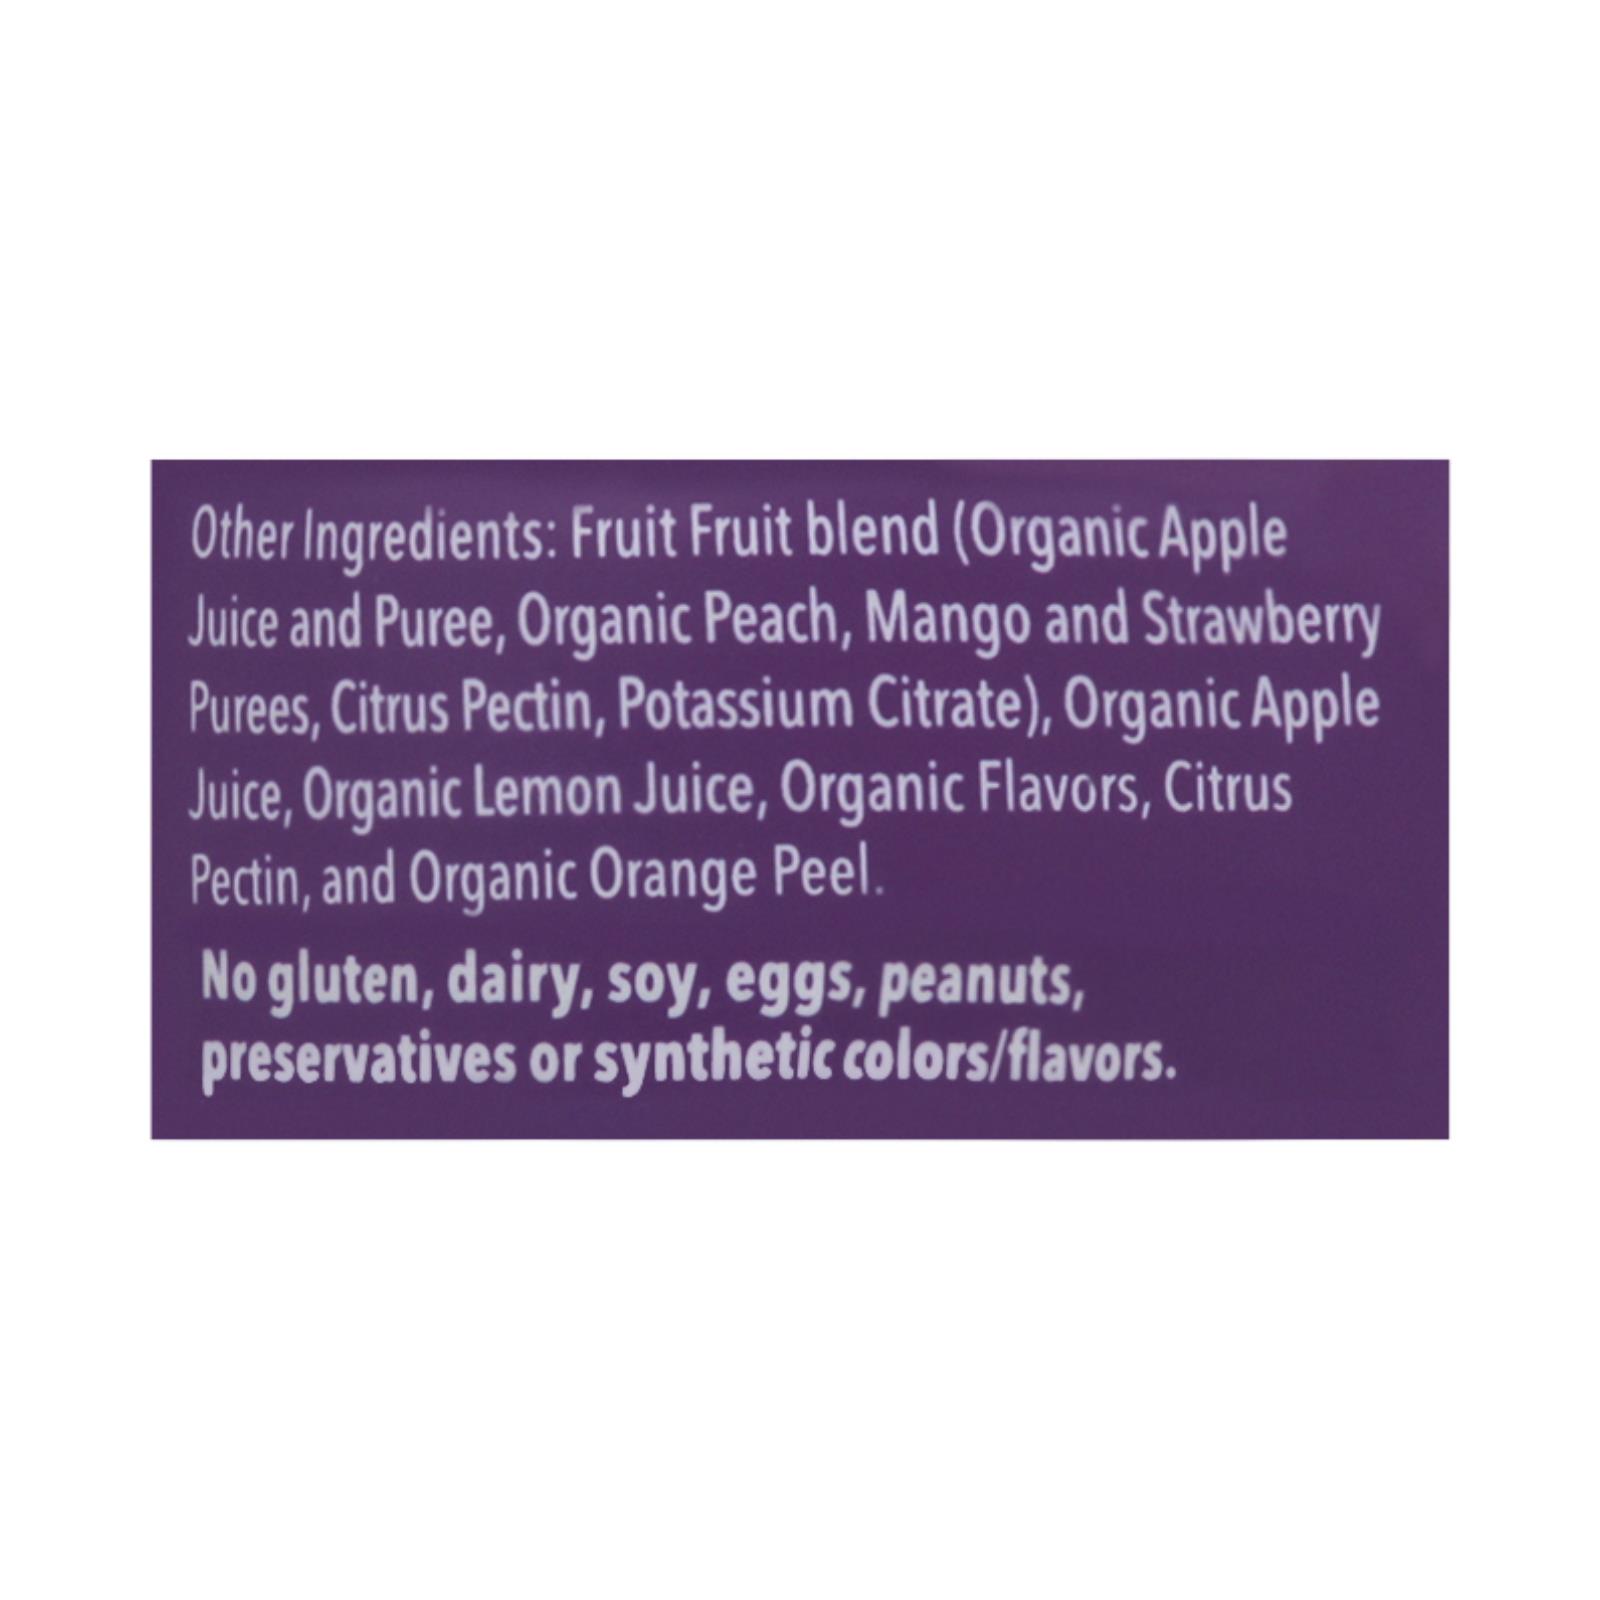 Other Ingredients: Fruit Fruit blend (Organic Apple
Juice and Puree, Organic Peach, Mango and Strawberry
Purees, Citrus Pectin, Potassium Citrate), Organic Apple
Juice, Organic Lemon Juice, Organic Flavors, Citrus
Pectin, and Organic Orange Peel.
No gluten, dairy, soy, eggs, peanuts,
preservatives or synthetic colors/flavors.